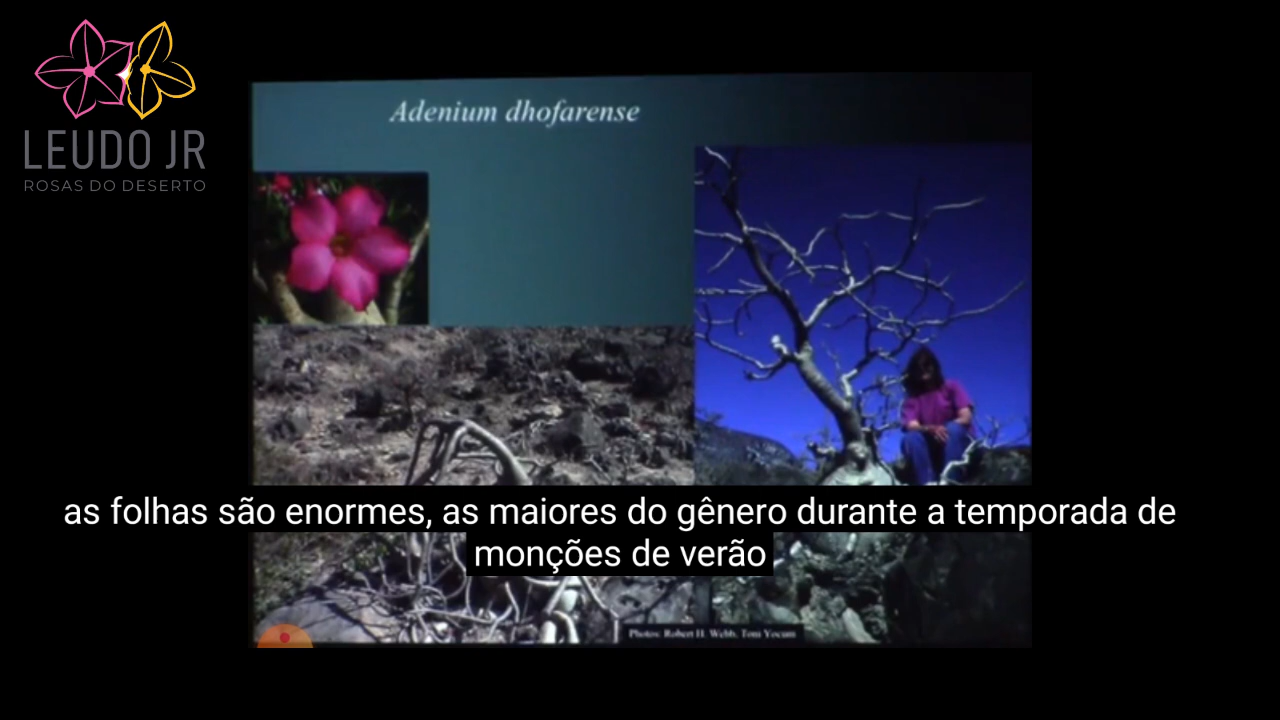 LEUDO JR
ROSAS DO DESERTO
Adenium dhofarense
as folhas são enormes, as maiores do gênero durante a temporada de
monções de verão
Photos: Robert H. Webb, Toni Yocum